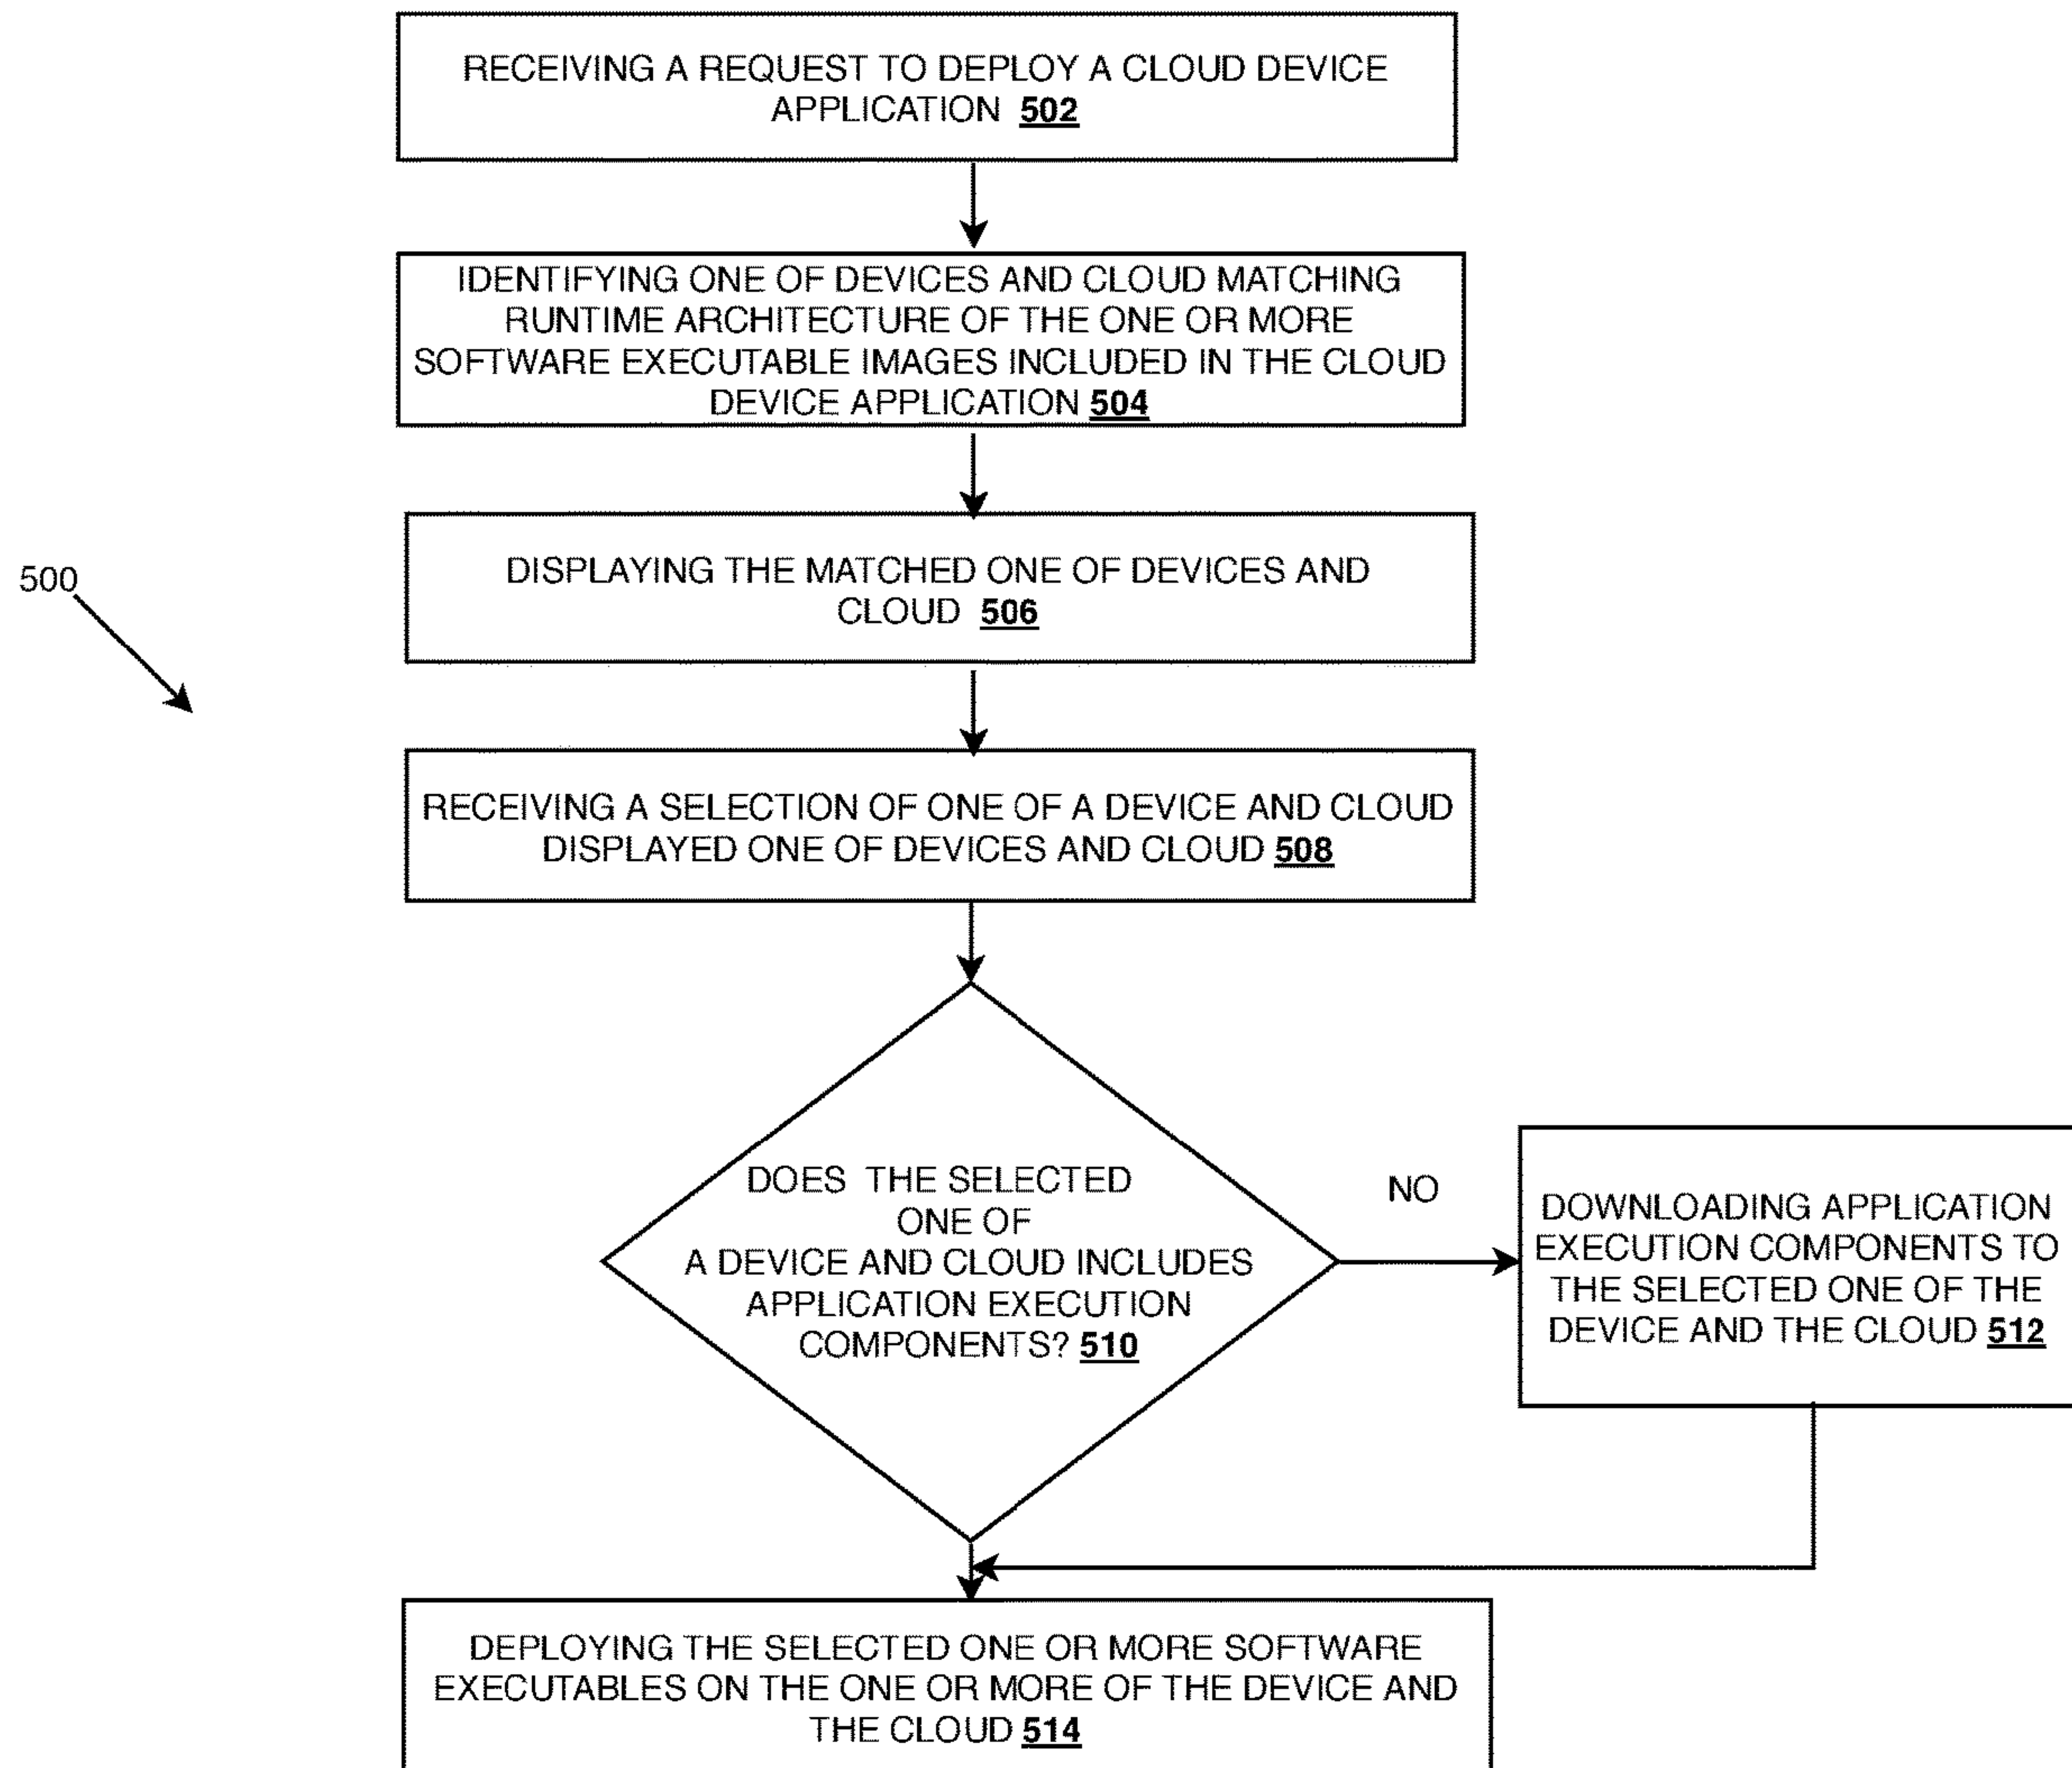 RECEIVING A REQUEST TO DEPLOY A CLOUD DEVICE
APPLICATION 502
IDENTIFYING ONE OF DEVICES AND CLOUD MATCHING
RUNTIME ARCHITECTURE OF THE ONE OR MORE
SOFTWARE EXECUTABLE IMAGES INCLUDED IN THE CLOUD
DEVICE APPLICATION 504
DISPLAYING THE MATCHED ONE OF DEVICES AND
CLOUD 506
500
RECEIVING A SELECTION OF ONE OF A DEVICE AND CLOUD
DISPLAYED ONE OF DEVICES AND CLOUD 508
DOES THE SELECTED
ONE OF
A DEVICE AND CLOUD INCLUDES
APPLICATION EXECUTION
COMPONENTS? 510
NO
DOWNLOADING APPLICATION
EXECUTION COMPONENTS TO
THE SELECTED ONE OF THE
DEVICE AND THE CLOUD 512
DEPLOYING THE SELECTED ONE OR MORE SOFTWARE
EXECUTABLES ON THE ONE OR MORE OF THE DEVICE AND
THE CLOUD 514